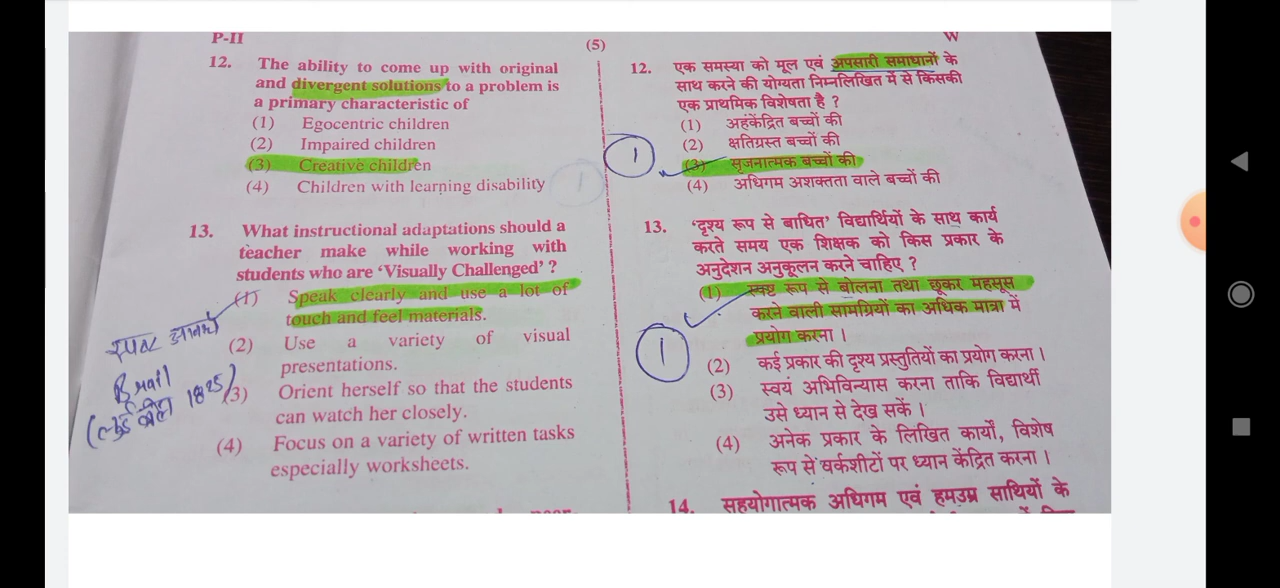 P-II
(5)
W
12. The ability to come up with original
and divergent solutions to a problem is
a primary characteristic of
(1) Egocentric children
(2) Impaired children
(3) Creative children
(4) Children with learning disability
1
13. What instructional adaptations should a
teacher make while working with
students who are ‘Visually Challenged’ ?
(1) Speak clearly and use a lot of
touch and feel materials.
(2) Use a variety of visual
presentations.
(3) Orient herself so that the students
can watch her closely.
(4) Focus on a variety of written tasks
especially worksheets.
स्पष्ट
Brail
1825)
12. एक समस्या को मूल एवं अपसारी समाधानों के
साथ करने की योग्यता निम्नलिखित में से किसकी
एक प्राथमिक विशेषता है ?
(1) अहंकेंद्रित बच्चों की
(2) क्षतिग्रस्त बच्चों की
1
(3) सृजनात्मक बच्चों की
(4) अधिगम अशक्तता वाले बच्चों की
13. ‘दृश्य रूप से बाधित’ विद्यार्थियों के साथ कार्य
करते समय एक शिक्षक को किस प्रकार के
अनुदेशन अनुकूलन करने चाहिए ?
(1) स्पष्ट रूप से बोलना तथा छूकर महसूस
करने वाली सामग्रियों का अधिक मात्रा में
प्रयोग करना ।
1
(2) कई प्रकार की दृश्य प्रस्तुतियों का प्रयोग करना ।
(3) स्वयं अभिविन्यास करना ताकि विद्यार्थी
उसे ध्यान से देख सकें ।
(4) अनेक प्रकार के लिखित कार्यों, विशेष
रूप से वर्कशीटों पर ध्यान केंद्रित करना ।
14. सहयोगात्मक अधिगम एवं हमउम्र साथियों के